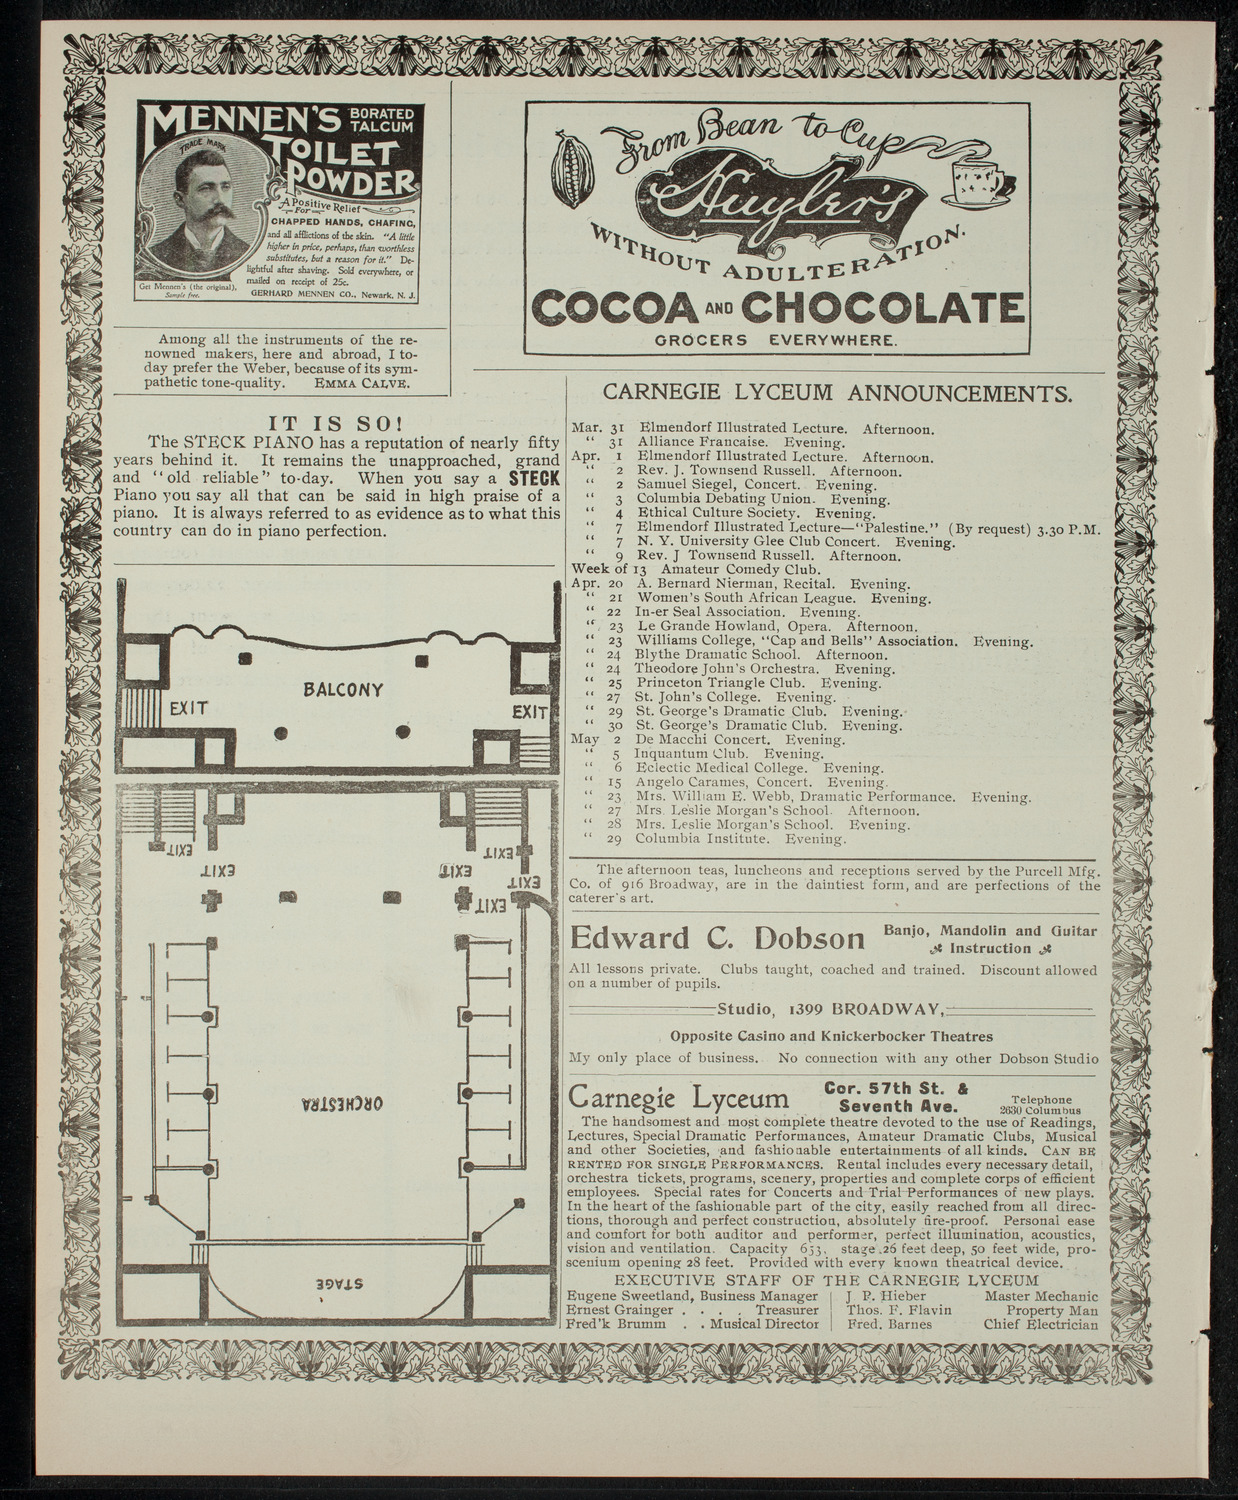 MENNEN'S BORATED
TALCUM
TOILET
POWDER
TRADE MARK
A Positive Relief
For
CHAPPED HANDS, CHAFING,
and all afflictions of the skin. "A little
higher in price, perhaps, than worthless
substitutes, but a reason for it." De-
lightful after shaving. Sold everywhere, or
mailed on receipt of 25c.
Get Mennen's (the original),
Sample free.
GERHARD MENNEN CO., Newark, N. J.
From Bean to Cup
Huyler's
WITHOUT ADULTERATION.
COCOA AND CHOCOLATE
GROCERS EVERYWHERE.
Among all the instruments of the re-
nowned makers, here and abroad, I to-
day prefer the Weber, because of its sym-
pathetic tone-quality. EMMA CALVE.
IT IS SO!
The STECK PIANO has a reputation of nearly fifty
years behind it. It remains the unapproached, grand
and "old reliable" to-day. When you say a STECK
Piano you say all that can be said in high praise of a
piano. It is always referred to as evidence as to what this
country can do in piano perfection.
BALCONY
EXIT
EXIT
EXIT
EXIT
EXIT
EXIT
EXIT
EXIT
ORCHESTRA
STAGE
CARNEGIE LYCEUM ANNOUNCEMENTS.
Mar. 31 Elmendorf Illustrated Lecture. Afternoon.
" 31 Alliance Francaise. Evening.
Apr. 1 Elmendorf Illustrated Lecture. Afternoon.
" 2 Rev. J. Townsend Russell. Afternoon.
" 2 Samuel Siegel, Concert. Evening.
" 3 Columbia Debating Union. Evening.
" 4 Ethical Culture Society. Evening.
" 7 Elmendorf Illustrated Lecture—"Palestine." (By request) 3.30 P.M.
" 7 N. Y. University Glee Club Concert. Evening.
" 9 Rev. J Townsend Russell. Afternoon.
Week of 13 Amateur Comedy Club.
Apr. 20 A. Bernard Nierman, Recital. Evening.
" 21 Women's South African League. Evening.
" 22 In-er Seal Association. Evening.
" 23 Le Grande Howland, Opera. Afternoon.
" 23 Williams College, "Cap and Bells" Association. Evening.
" 24 Blythe Dramatic School. Afternoon.
" 24 Theodore John's Orchestra. Evening.
" 25 Princeton Triangle Club. Evening.
" 27 St. John's College. Evening.
" 29 St. George's Dramatic Club. Evening.
" 30 St. George's Dramatic Club. Evening.
May 2 De Macchi Concert. Evening.
" 5 Inquantum Club. Evening.
" 6 Eclectic Medical College. Evening.
" 15 Angelo Carames, Concert. Evening.
" 23 Mrs. William E. Webb, Dramatic Performance. Evening.
" 27 Mrs. Leslie Morgan's School. Afternoon.
" 28 Mrs. Leslie Morgan's School. Evening.
" 29 Columbia Institute. Evening.
The afternoon teas, luncheons and receptions served by the Purcell Mfg.
Co. of 916 Broadway, are in the daintiest form, and are perfections of the
caterer's art.
Edward C. Dobson Banjo, Mandolin and Guitar
Instruction
All lessons private. Clubs taught, coached and trained. Discount allowed
on a number of pupils.
Studio, 1399 BROADWAY,
Opposite Casino and Knickerbocker Theatres
My only place of business. No connection with any other Dobson Studio
Carnegie Lyceum Cor. 57th St. &
Seventh Ave. Telephone
2630 Columbus
The handsomest and most complete theatre devoted to the use of Readings,
Lectures, Special Dramatic Performances, Amateur Dramatic Clubs, Musical
and other Societies, and fashionable entertainments of all kinds. CAN BE
RENTED FOR SINGLE PERFORMANCES. Rental includes every necessary detail,
orchestra tickets, programs, scenery, properties and complete corps of efficient
employees. Special rates for Concerts and Trial Performances of new plays.
In the heart of the fashionable part of the city, easily reached from all direc-
tions, thorough and perfect construction, absolutely fire-proof. Personal ease
and comfort for both auditor and performer, perfect illumination, acoustics,
vision and ventilation. Capacity 653, stage 26 feet deep, 50 feet wide, pro-
scenium opening 28 feet. Provided with every known theatrical device.
EXECUTIVE STAFF OF THE CARNEGIE LYCEUM
Eugene Sweetland, Business Manager J. P. Hieber Master Mechanic
Ernest Grainger . . . . Treasurer Thos. F. Flavin Property Man
Fred'k Brumm . . Musical Director Fred. Barnes Chief Electrician